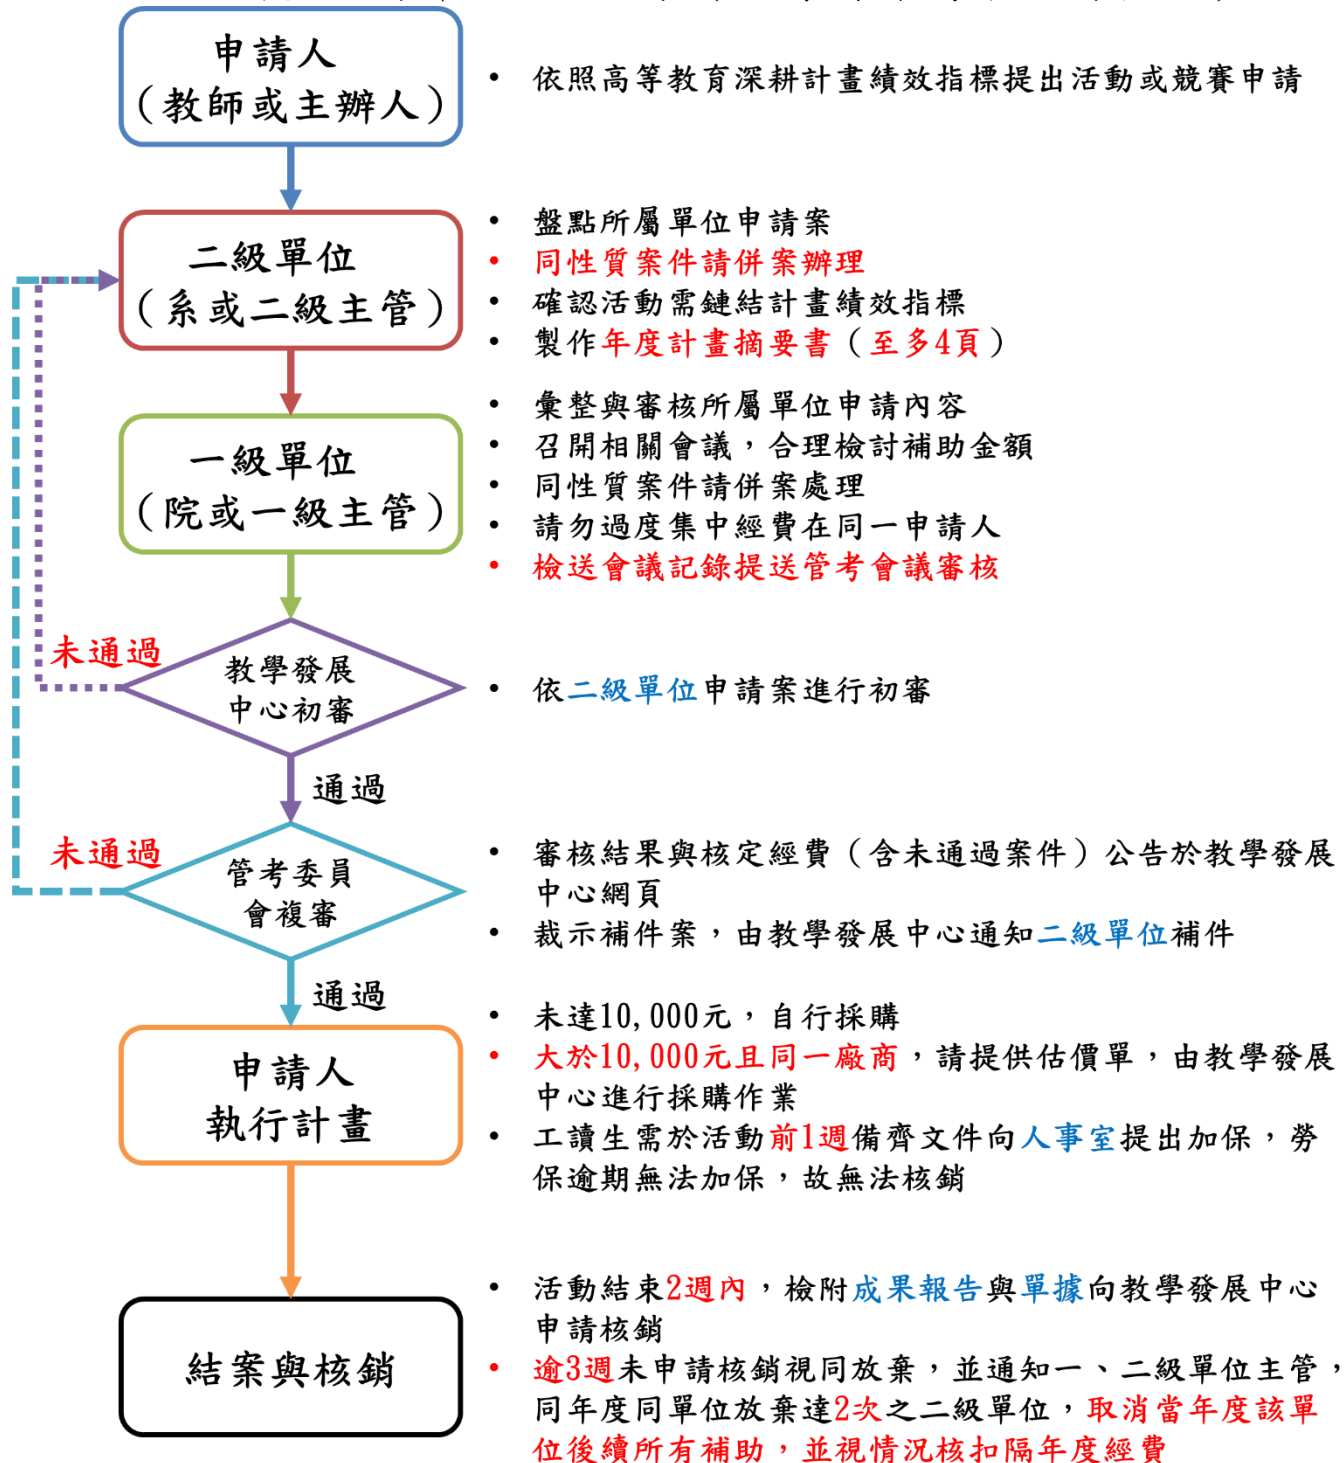 申請人
（教師或主辦人）
• 依照高等教育深耕計畫績效指標提出活動或競賽申請
二級單位
（系或二級主管）
• 盤點所屬單位申請案
• 同性質案件請併案辦理
• 確認活動需鏈結計畫績效指標
• 製作年度計畫摘要書（至多4頁）
一級單位
（院或一級主管）
• 彙整與審核所屬單位申請內容
• 召開相關會議，合理檢討補助金額
• 同性質案件請併案處理
• 請勿過度集中經費在同一申請人
• 檢送會議記錄提送管考會議審核
未通過
教學發展
中心初審
• 依二級單位申請案進行初審
通過
未通過
管考委員
會複審
• 審核結果與核定經費（含未通過案件）公告於教學發展
中心網頁
• 裁示補件案，由教學發展中心通知二級單位補件
通過
申請人
執行計畫
• 未達10,000元，自行採購
• 大於10,000元且同一廠商，請提供估價單，由教學發展
中心進行採購作業
• 工讀生需於活動前1週備齊文件向人事室提出加保，勞
保逾期無法加保，故無法核銷
結案與核銷
• 活動結束2週內，檢附成果報告與單據向教學發展中心
申請核銷
• 逾3週未申請核銷視同放棄，並通知一、二級單位主管，
同年度同單位放棄達2次之二級單位，取消當年度該單
位後續所有補助，並視情況核扣隔年度經費